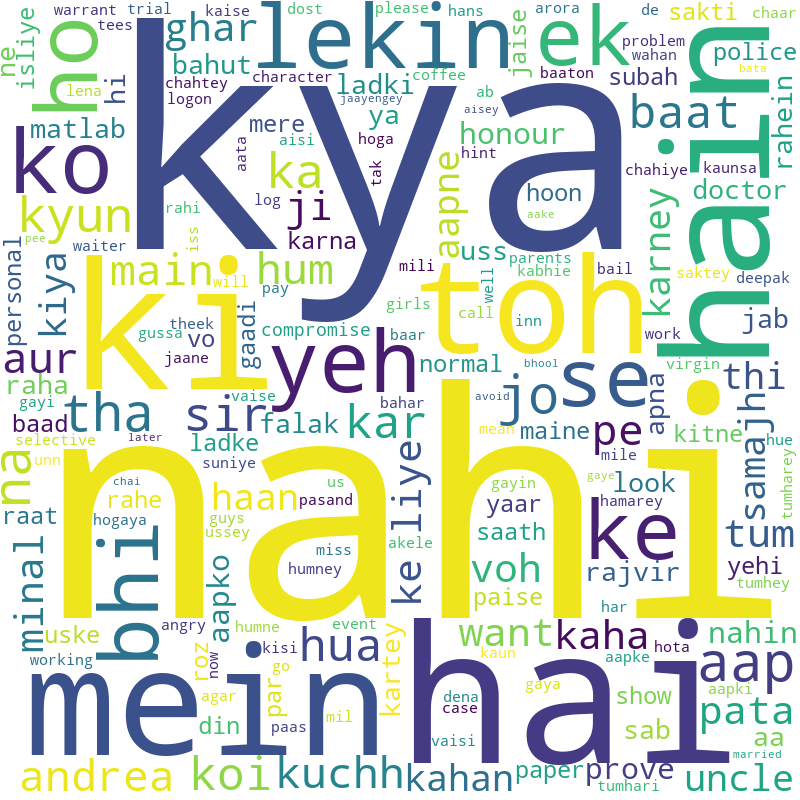 warrant trial kaise dost please hans arora de sakti chaar
ne isliye tees ghar lekin ek jaise problem wahan police
ho hi lena bahut chahtey character ladki coffee baaton subah bata
logon jaayengey ab aisey baat hain rahein
matlab kya mere aisi ya honour
ko aata hoga tak hint chahiye kaunsa
ka ji aapne hoon karney doctor
kyun rahi log karna uss aake saktey deepak
pee waiter iss mili parents kabhie bail
personal kiya main will hum toh well girls call inn work jab
ki pay gaadi theek compromise baar
aur gussa vo jaane yeh normal se virgin thi
raha gayi vaise bahar bhool apna
baad tha sir falak kar jo avoid maine pe kitne samajhi
selective later ladke mean hue
na unn chai suniye nahi mile gaye
rahe haan us pasand ke liye gayin yaar hamarey look tumharey
raat hogaya guys ussey saath ke tum
minal bhi miss akele voh rajvir yehi
aapko humney paise tumhey
uske angry humne event har
roz kisi hua par kartey want kaha nahin
working now go kaun aapke hota aap
mein agar hai dena gaya show aapki pata
din mil paas case vaisi sab aa
andrea koi kuchh kahan paper prove married uncle
tumhari